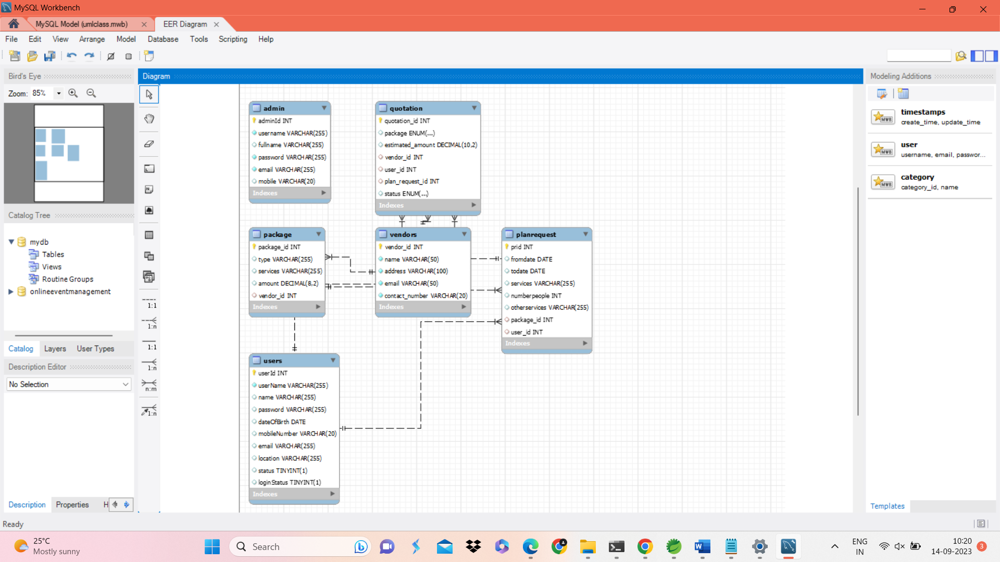 MySQL Workbench
MySQL Model (umlclass.mwb)
EER Diagram
File Edit View Arrange Model Database Tools Scripting Help
Bird's Eye
Zoom: 85%
Catalog Tree
mydb
Tables
Views
Routine Groups
onlineeventmanagement
Catalog Layers User Types
Description Editor
No Selection
Description Properties H
Diagram
1:1
1:n
1:1
1:n
n:m
1:n
admin
adminId INT
username VARCHAR(255)
fullname VARCHAR(255)
password VARCHAR(255)
email VARCHAR(255)
mobile VARCHAR(20)
Indexes
quotation
quotation_id INT
package ENUM(...)
estimated_amount DECIMAL(10,2)
vendor_id INT
user_id INT
plan_request_id INT
status ENUM(...)
Indexes
package
package_id INT
type VARCHAR(255)
services VARCHAR(255)
amount DECIMAL(8,2)
vendor_id INT
Indexes
vendors
vendor_id INT
name VARCHAR(50)
address VARCHAR(100)
email VARCHAR(50)
contact_number VARCHAR(20)
Indexes
planrequest
prid INT
fromdate DATE
todate DATE
services VARCHAR(255)
numberpeople INT
otherservices VARCHAR(255)
package_id INT
user_id INT
Indexes
users
userId INT
userName VARCHAR(255)
name VARCHAR(255)
password VARCHAR(255)
dateOfBirth DATE
mobileNumber VARCHAR(20)
email VARCHAR(255)
location VARCHAR(255)
status TINYINT(1)
loginStatus TINYINT(1)
Indexes
Modeling Additions
MWB
timestamps
create_time, update_time
MWB
user
username, email, passwor...
MWB
category
category_id, name
Templates
Ready
25°C
Mostly sunny
Search
ENG
IN
10:20
14-09-2023
3